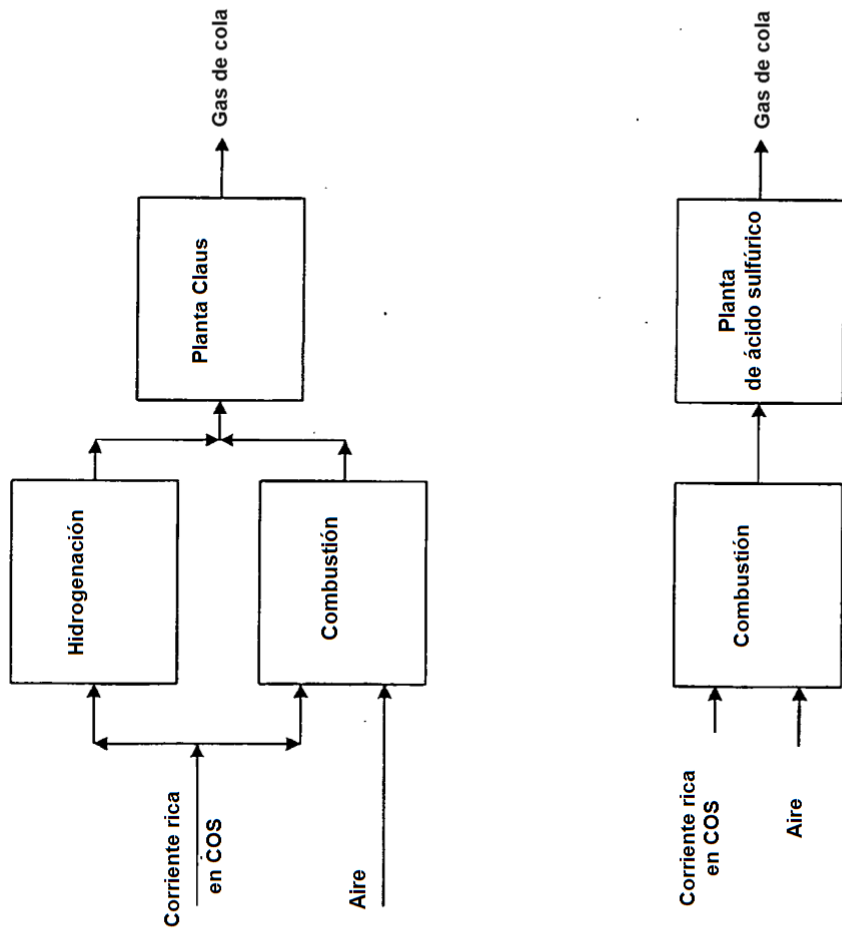 Corriente rica
en COS
Aire
Hidrogenación
Combustión
Planta Claus
Gas de cola
Corriente rica
en COS
Aire
Combustión
Planta
de ácido sulfúrico
Gas de cola